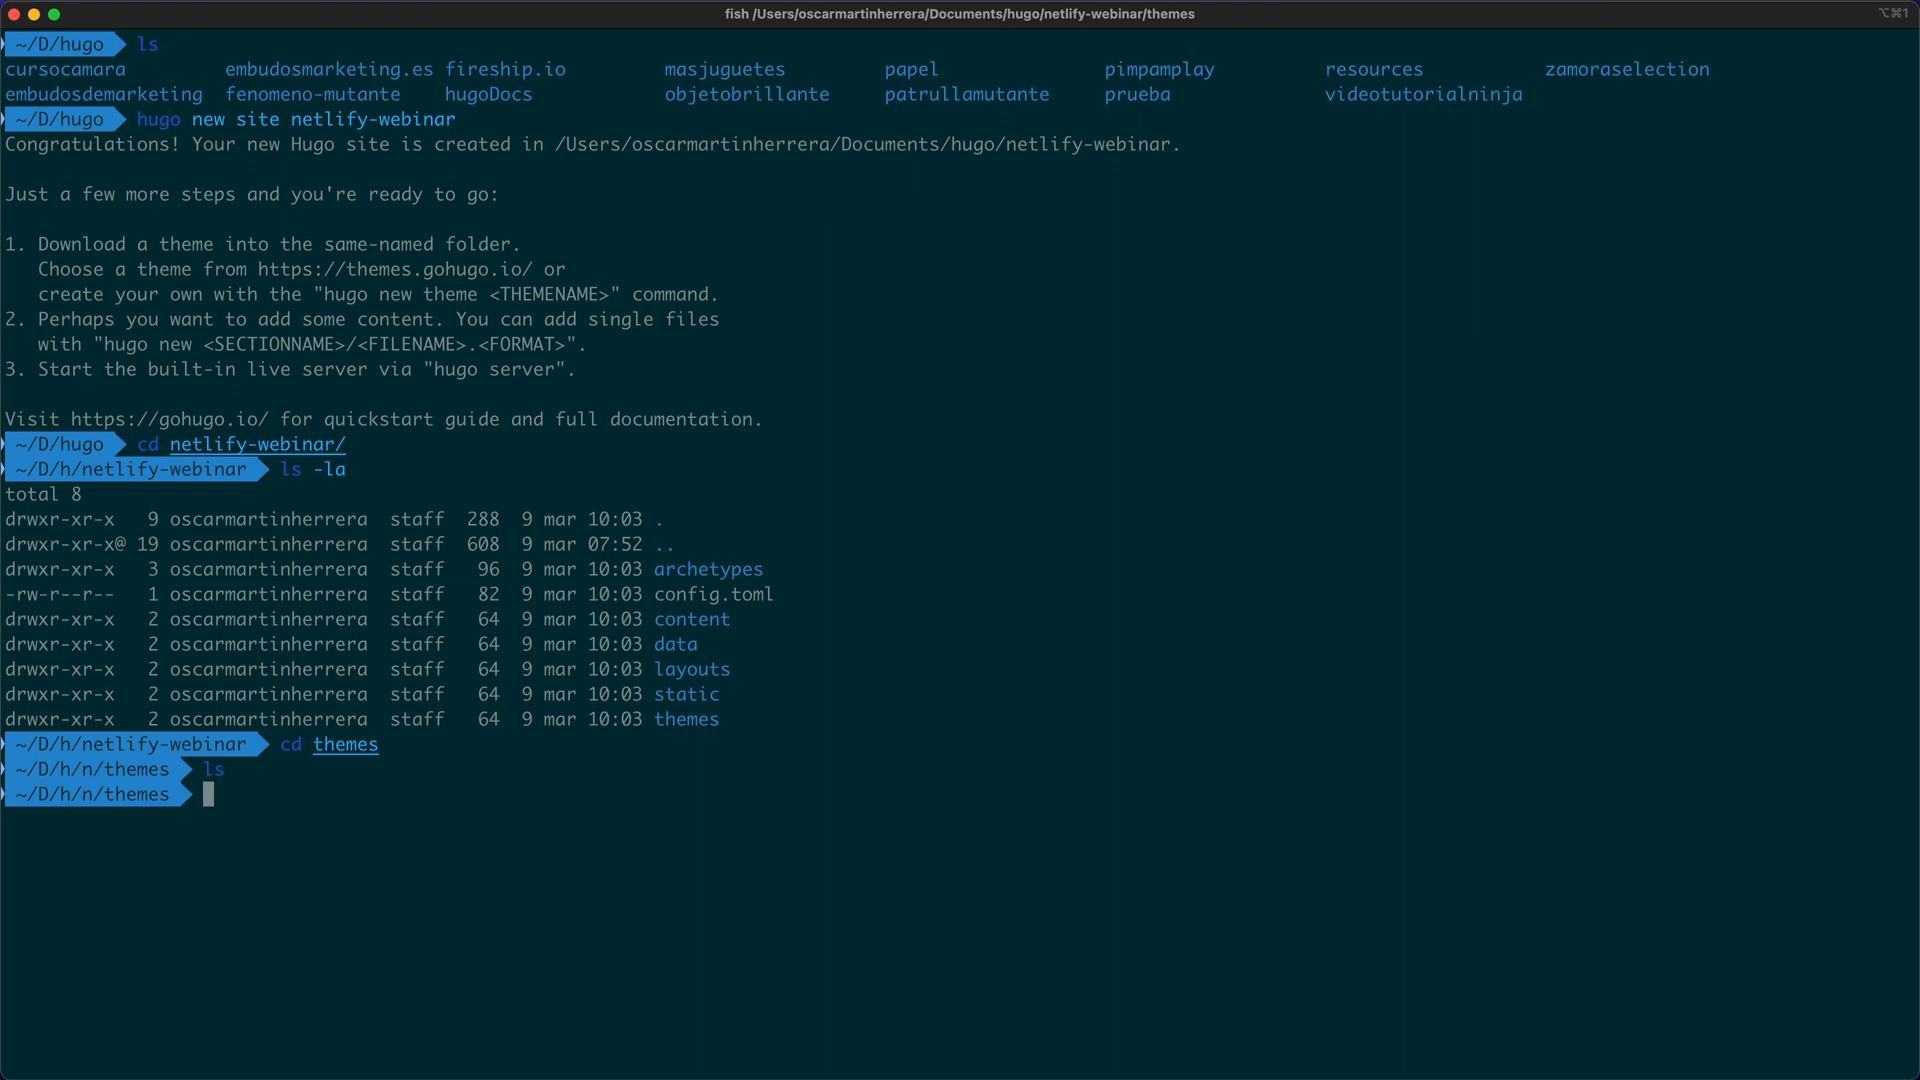 fish /Users/oscarmartinherrera/Documents/hugo/netlify-webinar/themes ⌥⌘1
~/D/hugo ls
cursocamara embudosmarketing.es fireship.io masjuguetes papel pimpamplay resources zamoraselection
embudosdemarketing fenomeno-mutante hugoDocs objetobrillante patrullamutante prueba videotutorialninja
~/D/hugo hugo new site netlify-webinar
Congratulations! Your new Hugo site is created in /Users/oscarmartinherrera/Documents/hugo/netlify-webinar.
Just a few more steps and you're ready to go:
1. Download a theme into the same-named folder.
Choose a theme from https://themes.gohugo.io/ or
create your own with the "hugo new theme <THEMENAME>" command.
2. Perhaps you want to add some content. You can add single files
with "hugo new <SECTIONNAME>/<FILENAME>.<FORMAT>".
3. Start the built-in live server via "hugo server".
Visit https://gohugo.io/ for quickstart guide and full documentation.
~/D/hugo cd netlify-webinar/
~/D/h/netlify-webinar ls -la
total 8
drwxr-xr-x 9 oscarmartinherrera staff 288 9 mar 10:03 .
drwxr-xr-x@ 19 oscarmartinherrera staff 608 9 mar 07:52 ..
drwxr-xr-x 3 oscarmartinherrera staff 96 9 mar 10:03 archetypes
-rw-r--r-- 1 oscarmartinherrera staff 82 9 mar 10:03 config.toml
drwxr-xr-x 2 oscarmartinherrera staff 64 9 mar 10:03 content
drwxr-xr-x 2 oscarmartinherrera staff 64 9 mar 10:03 data
drwxr-xr-x 2 oscarmartinherrera staff 64 9 mar 10:03 layouts
drwxr-xr-x 2 oscarmartinherrera staff 64 9 mar 10:03 static
drwxr-xr-x 2 oscarmartinherrera staff 64 9 mar 10:03 themes
~/D/h/netlify-webinar cd themes
~/D/h/n/themes ls
~/D/h/n/themes